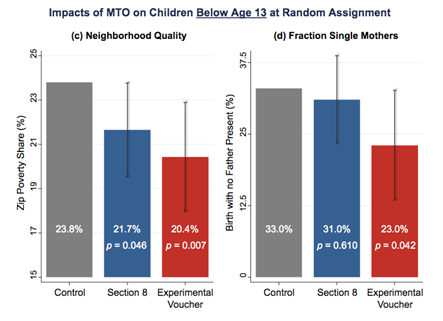 Impacts of MTO on Children Below Age 13 at Random Assignment
(c) Neighborhood Quality
Zip Poverty Share (%)
25
23
21
19
17
15
23.8%
21.7%
p = 0.046
20.4%
p = 0.007
Control
Section 8
Experimental
Voucher
(d) Fraction Single Mothers
Birth with no Father Present (%)
37.5
25
12.5
0
33.0%
31.0%
p = 0.610
23.0%
p = 0.042
Control
Section 8
Experimental
Voucher